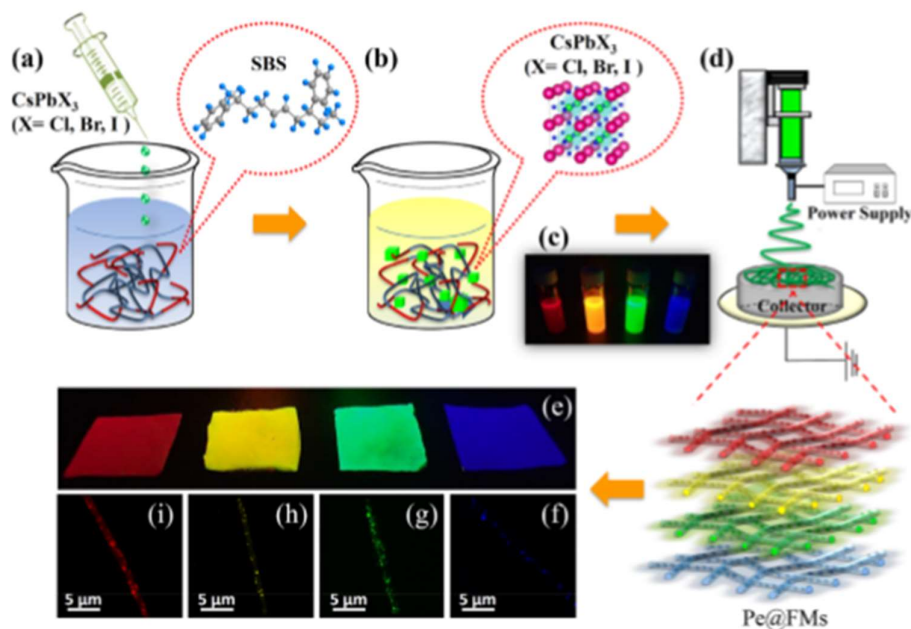 (a)
CsPbX3
(X= Cl, Br, I )
SBS
(b)
CsPbX3
(X= Cl, Br, I )
(c)
(d)
Power Supply
Collector
(e)
(i)
5 μm
(h)
5 μm
(g)
5 μm
(f)
5 μm
Pe@FMs